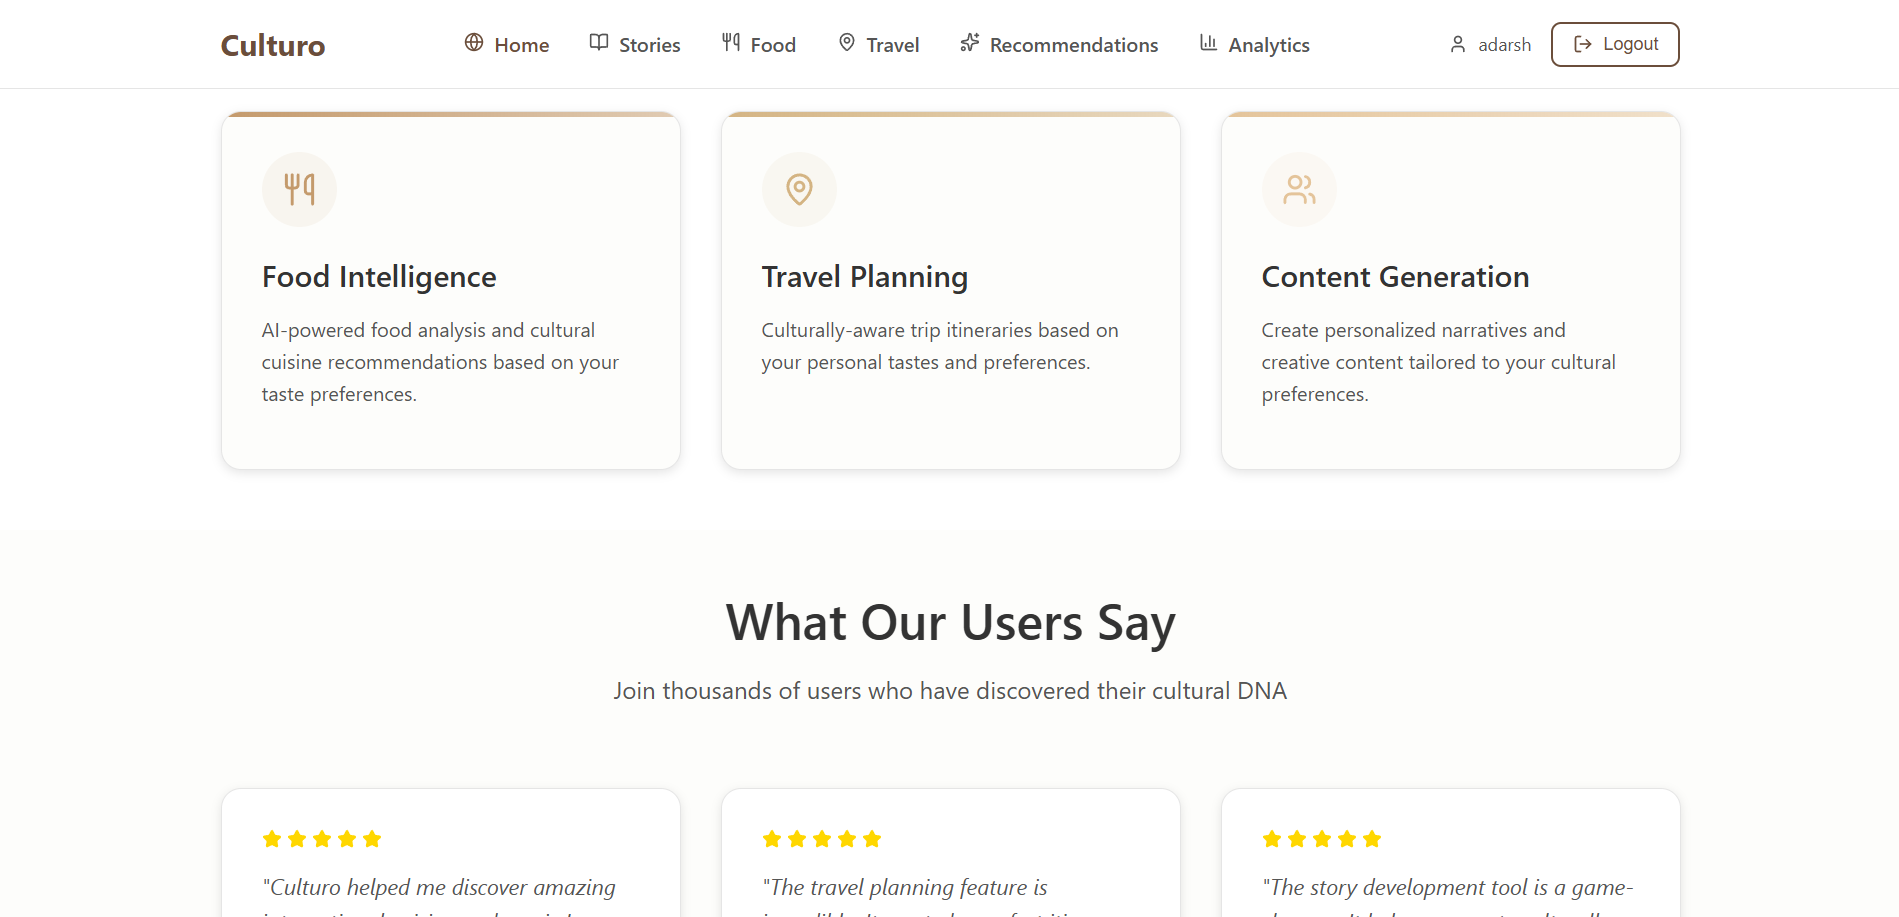 Culturo
Home
Stories
Food
Travel
Recommendations
Analytics
adarsh
Logout
Food Intelligence
AI-powered food analysis and cultural
cuisine recommendations based on your
taste preferences.
Travel Planning
Culturally-aware trip itineraries based on
your personal tastes and preferences.
Content Generation
Create personalized narratives and
creative content tailored to your cultural
preferences.
What Our Users Say
Join thousands of users who have discovered their cultural DNA
"Culturo helped me discover amazing
"The travel planning feature is
"The story development tool is a game-